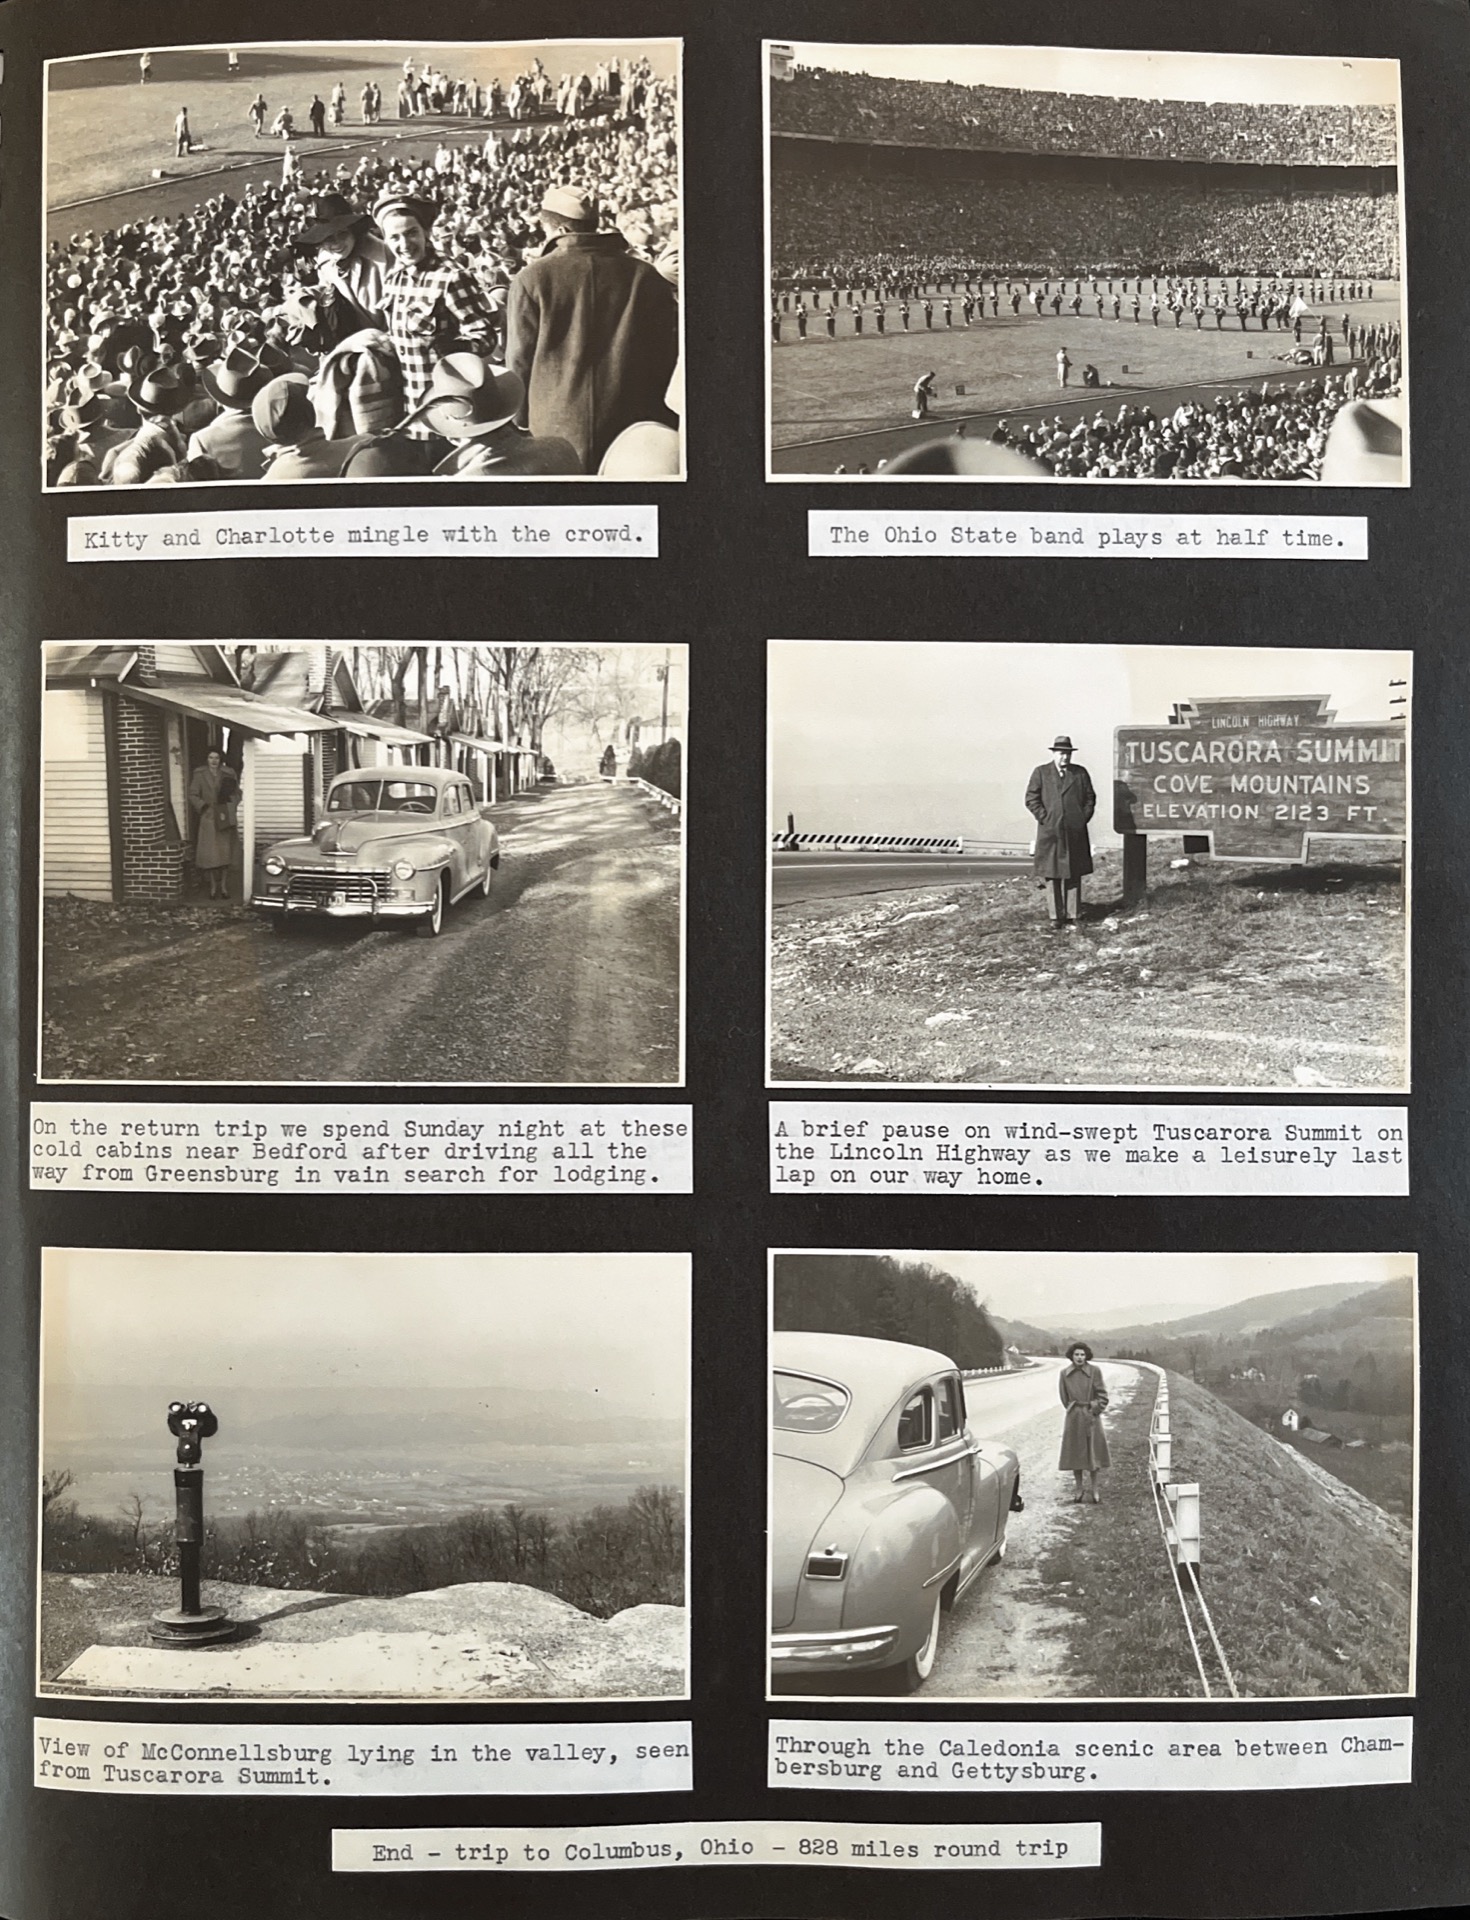 Kitty and Charlotte mingle with the crowd.
The Ohio State band plays at half time.
LINCOLN HIGHWAY
TUSCARORA SUMMIT
COVE MOUNTAINS
ELEVATION 2123 FT.
On the return trip we spend Sunday night at these
cold cabins near Bedford after driving all the
way from Greensburg in vain search for lodging.
A brief pause on wind-swept Tuscarora Summit on
the Lincoln Highway as we make a leisurely last
lap on our way home.
View of McConnellsburg lying in the valley, seen
from Tuscarora Summit.
Through the Caledonia scenic area between Cham-
bersburg and Gettysburg.
End - trip to Columbus, Ohio - 828 miles round trip